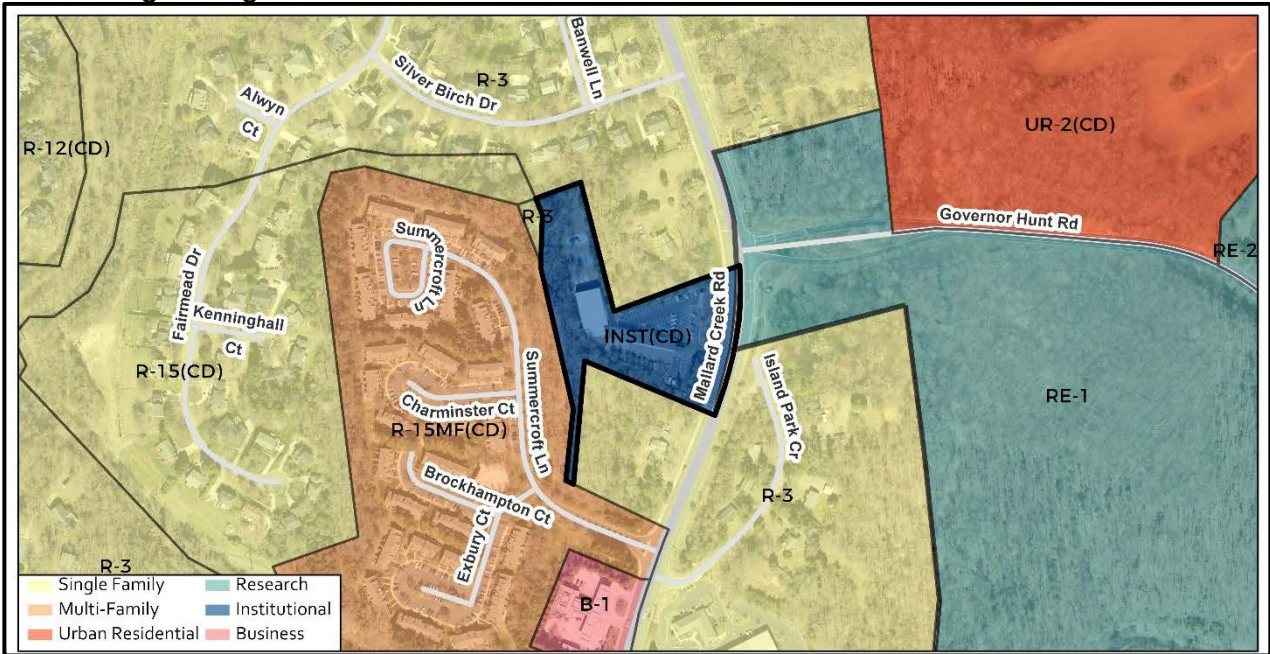 Banwell Ln
R-3
Silver Birch Dr
Alwyn
Ct
R-12(CD)
UR-2(CD)
R-3
Governor Hunt Rd
RE-2
Summercroft Ln
Fairmead Dr
Kenninghall
Ct
INST(CD)
Mallard Creek Rd
Island Park Cr
R-15(CD)
Summercroft Ln
Charminster Ct
R-15MF(CD)
RE-1
Brockhampton Ct
R-3
Exbury Ct
R-3
B-1
Single Family
Research
Multi-Family
Institutional
Urban Residential
Business